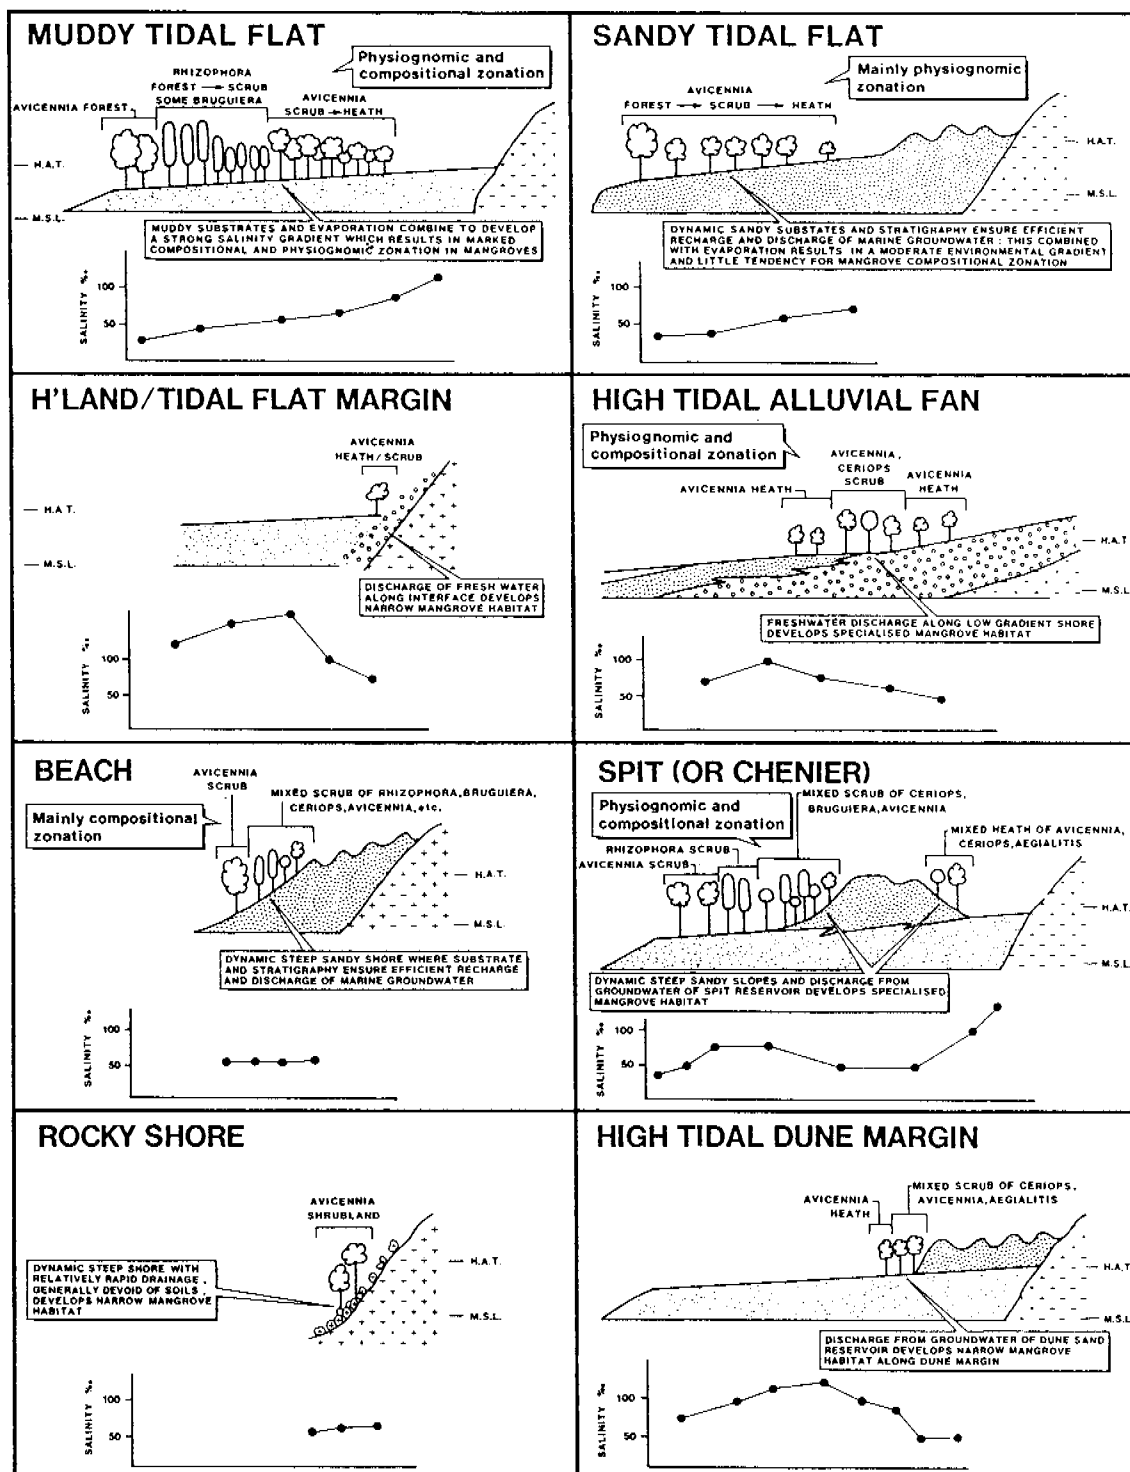 MUDDY TIDAL FLAT
Physiognomic and
compositional zonation
RHIZOPHORA
FOREST → SCRUB
SOME BRUGUIERA
AVICENNIA FOREST
AVICENNIA
SCRUB → HEATH
H.A.T.
M.S.L.
MUDDY SUBSTRATES AND EVAPORATION COMBINE TO DEVELOP
A STRONG SALINITY GRADIENT WHICH RESULTS IN MARKED
COMPOSITIONAL AND PHYSIOGNOMIC ZONATION IN MANGROVES
SALINITY ‰
100
50
SANDY TIDAL FLAT
Mainly physiognomic
zonation
AVICENNIA
FOREST → SCRUB → HEATH
H.A.T.
M.S.L.
DYNAMIC SANDY SUBSTATES AND STRATIGRAPHY ENSURE EFFICIENT
RECHARGE AND DISCHARGE OF MARINE GROUNDWATER : THIS COMBINED
WITH EVAPORATION RESULTS IN A MODERATE ENVIRONMENTAL GRADIENT
AND LITTLE TENDENCY FOR MANGROVE COMPOSITIONAL ZONATION
SALINITY ‰
100
50
H'LAND/TIDAL FLAT MARGIN
AVICENNIA
HEATH/SCRUB
H.A.T.
M.S.L.
DISCHARGE OF FRESH WATER
ALONG INTERFACE DEVELOPS
NARROW MANGROVE HABITAT
SALINITY ‰
100
50
HIGH TIDAL ALLUVIAL FAN
Physiognomic and
compositional zonation
AVICENNIA,
CERIOPS
SCRUB
AVICENNIA HEATH
AVICENNIA
HEATH
H.A.T
M.S.L
FRESHWATER DISCHARGE ALONG LOW GRADIENT SHORE
DEVELOPS SPECIALISED MANGROVE HABITAT
SALINITY ‰
100
50
BEACH
AVICENNIA
SCRUB
MIXED SCRUB OF RHIZOPHORA, BRUGUIERA,
CERIOPS, AVICENNIA, etc.
Mainly compositional
zonation
H.A.T.
M.S.L.
DYNAMIC STEEP SANDY SHORE WHERE SUBSTRATE
AND STRATIGRAPHY ENSURE EFFICIENT RECHARGE
AND DISCHARGE OF MARINE GROUNDWATER
SALINITY ‰
100
50
SPIT (OR CHENIER)
MIXED SCRUB OF CERIOPS,
BRUGUIERA, AVICENNIA
Physiognomic and
compositional zonation
MIXED HEATH OF AVICENNIA,
CERIOPS, AEGIALITIS
RHIZOPHORA SCRUB
AVICENNIA SCRUB
H.A.T.
M.S.L.
DYNAMIC STEEP SANDY SLOPES AND DISCHARGE FROM
GROUNDWATER OF SPIT RESERVOIR DEVELOPS SPECIALISED
MANGROVE HABITAT
SALINITY ‰
100
50
ROCKY SHORE
AVICENNIA
SHRUBLAND
DYNAMIC STEEP SHORE WITH
RELATIVELY RAPID DRAINAGE,
GENERALLY DEVOID OF SOILS,
DEVELOPS NARROW MANGROVE
HABITAT
H.A.T.
M.S.L.
SALINITY ‰
100
50
HIGH TIDAL DUNE MARGIN
MIXED SCRUB OF CERIOPS,
AVICENNIA, AEGIALITIS
AVICENNIA
HEATH
H.A.T.
M.S.L.
DISCHARGE FROM GROUNDWATER OF DUNE SAND
RESERVOIR DEVELOPS NARROW MANGROVE
HABITAT ALONG DUNE MARGIN
SALINITY ‰
100
50